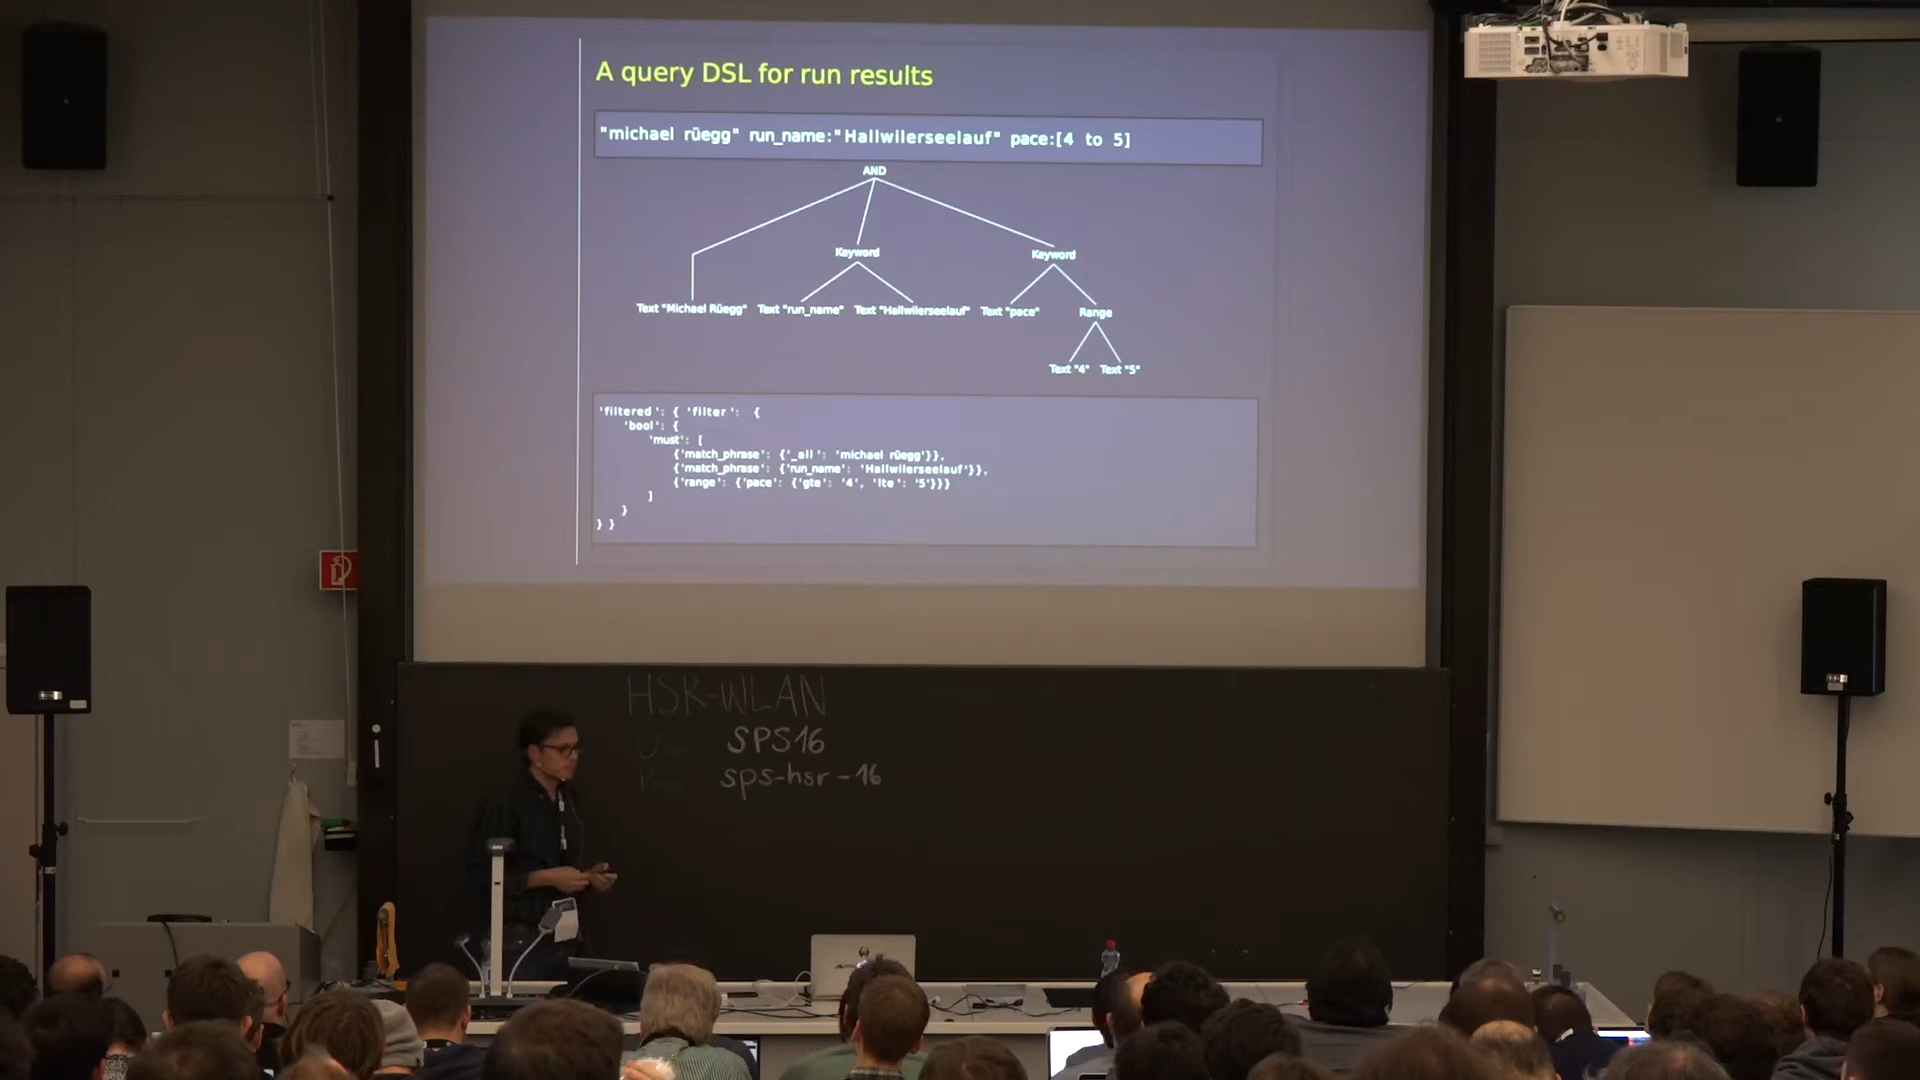 A query DSL for run results
"michael rüegg" run_name:"Hallwilerseelauf" pace:[4 to 5]
AND
Keyword Keyword
Text "Michael Rüegg" Text "run_name" Text "Hallwilerseelauf" Text "pace" Range
Text "4" Text "5"
'filtered': { 'filter': {
'bool': {
'must': [
{'match_phrase': {'_all': 'michael rüegg'}},
{'match_phrase': {'run_name': 'Hallwilerseelauf'}},
{'range': {'pace': {'gte': '4', 'lte': '5'}}}
]
}
} }
HSR-WLAN
SPS16
sps-hsr-16